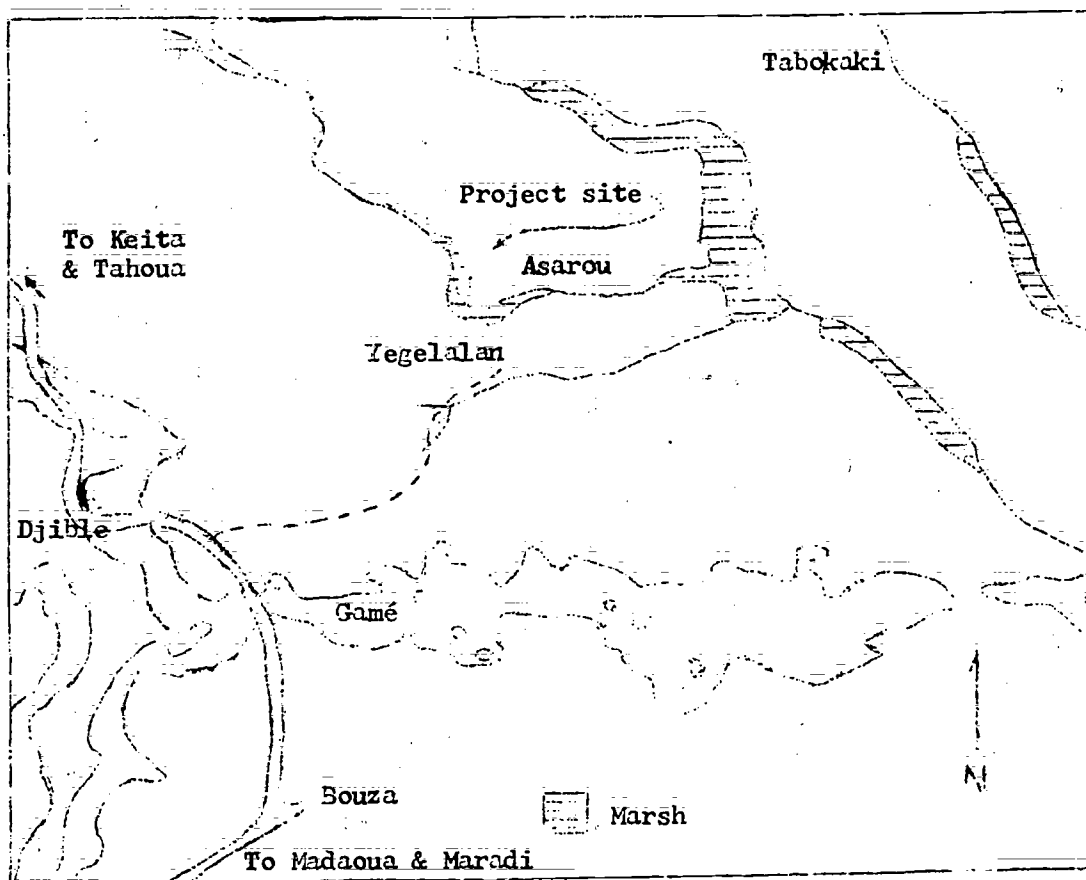 Tabokaki
Project site
To Keita
& Tahoua
Asarou
Yegelalan
Djible
Gamé
N
Bouza
Marsh
To Madaoua & Maradi